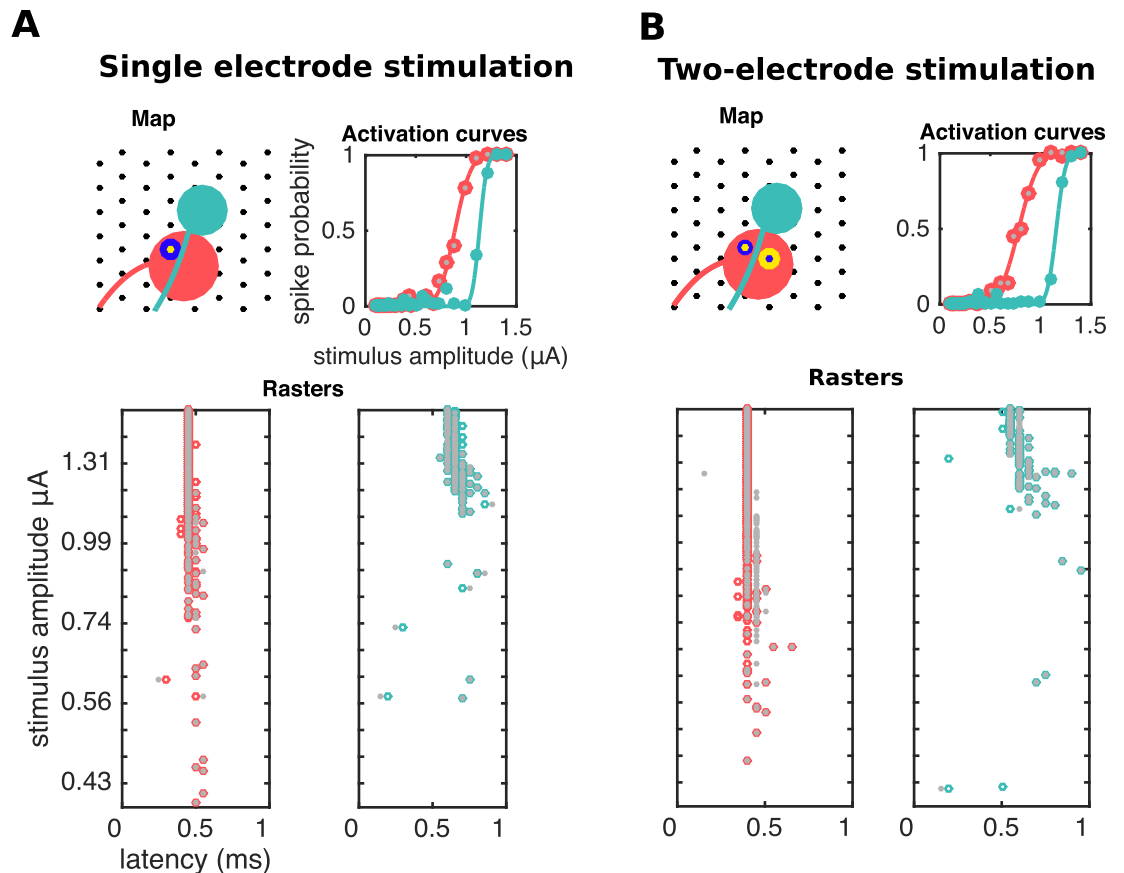 A
Single electrode stimulation
Map
Activation curves
spike probability
1
0.5
0
0
0.5
1
1.5
stimulus amplitude (µA)
Rasters
stimulus amplitude µA
1.31
0.99
0.74
0.56
0.43
0
0.5
1
0
0.5
1
latency (ms)
B
Two-electrode stimulation
Map
Activation curves
1
0.5
0
0
0.5
1
1.5
Rasters
0
0.5
1
0
0.5
1